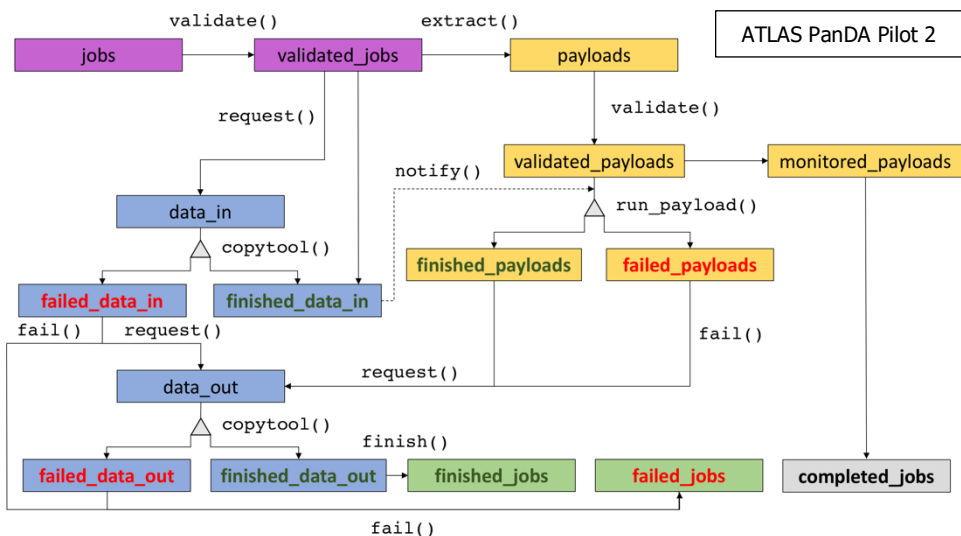 validate()
extract()
ATLAS PanDA Pilot 2
jobs
validated_jobs
payloads
request()
validate()
notify()
validated_payloads
monitored_payloads
data_in
run_payload()
copytool()
finished_payloads
failed_payloads
failed_data_in
finished_data_in
fail()
request()
fail()
request()
data_out
copytool()
finish()
failed_data_out
finished_data_out
finished_jobs
failed_jobs
completed_jobs
fail()